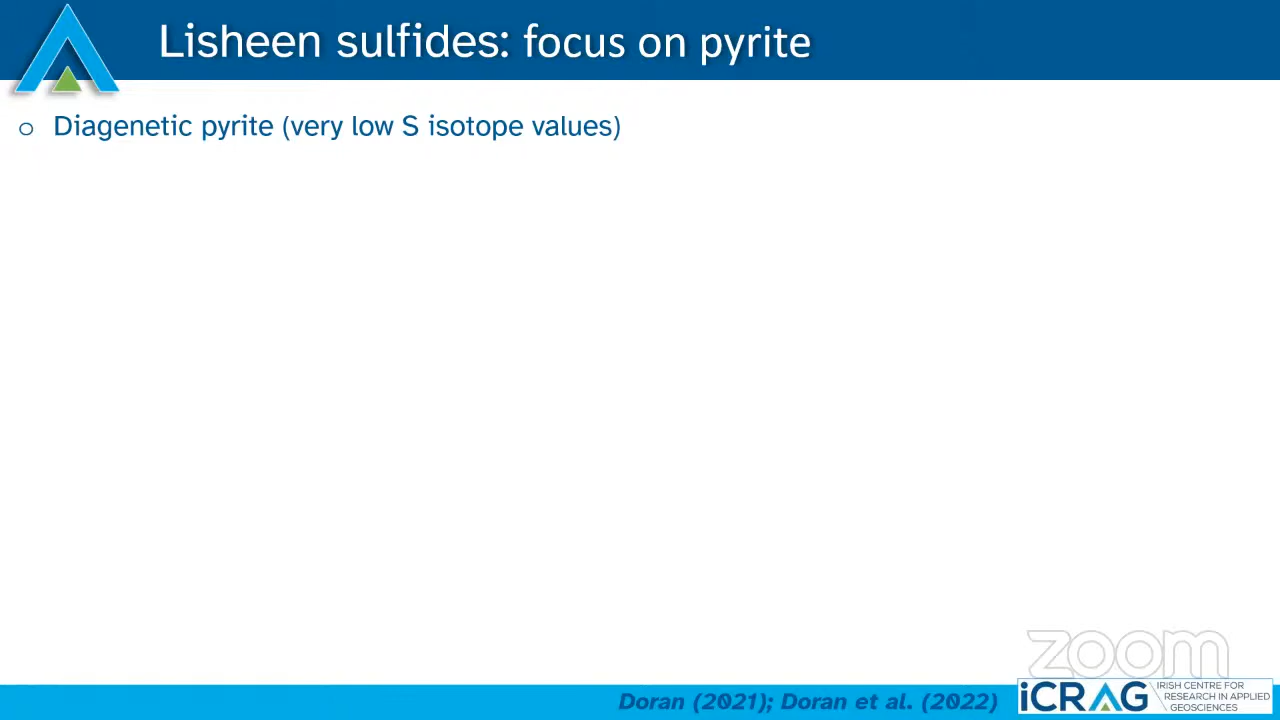 Lisheen sulfides: focus on pyrite
o Diagenetic pyrite (very low S isotope values)
zoom
Doran (2021); Doran et al. (2022)
iCRAG
IRISH CENTRE FOR
RESEARCH IN APPLIED
GEOSCIENCES